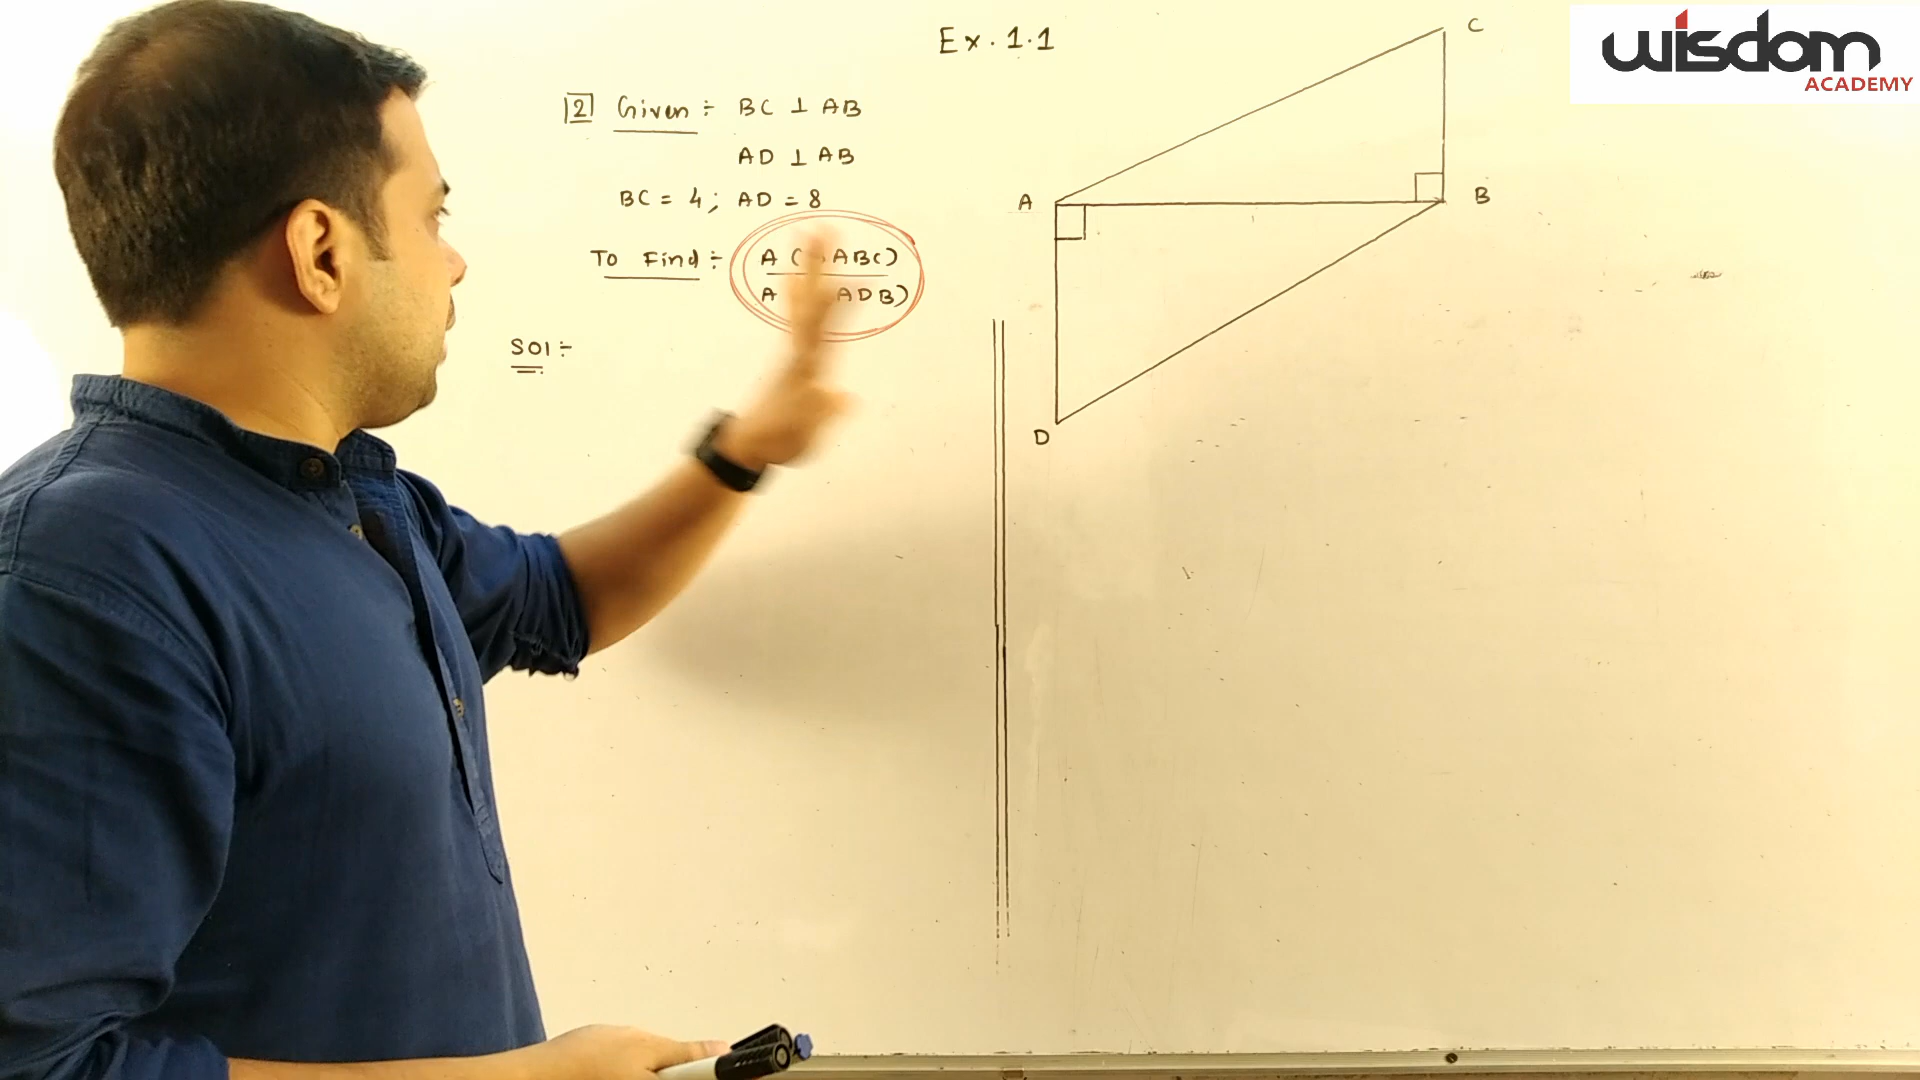 Ex. 1.1
wisdom
ACADEMY
2 Given :- BC ⊥ AB
AD ⊥ AB
BC = 4; AD = 8
To Find :- A ( ABC)
A ADB)
Sol :-
C
A
B
D